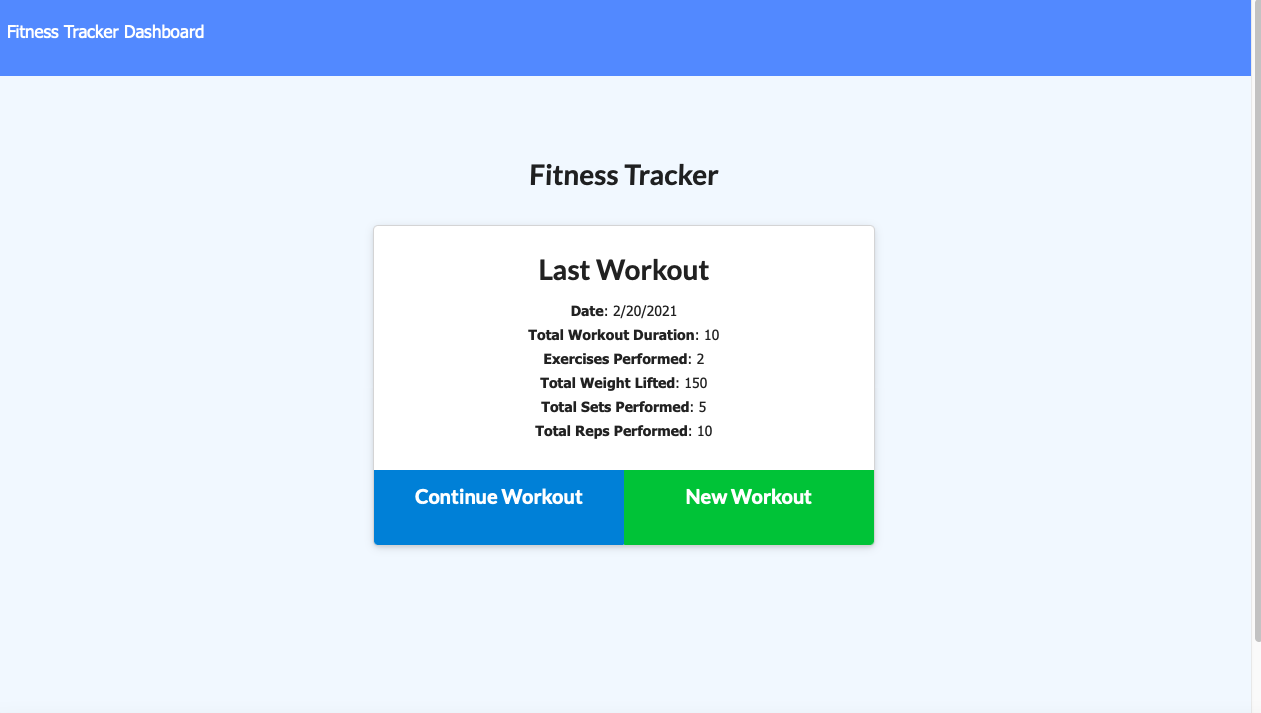 Fitness Tracker Dashboard
Fitness Tracker
Last Workout
Date: 2/20/2021
Total Workout Duration: 10
Exercises Performed: 2
Total Weight Lifted: 150
Total Sets Performed: 5
Total Reps Performed: 10
Continue Workout
New Workout